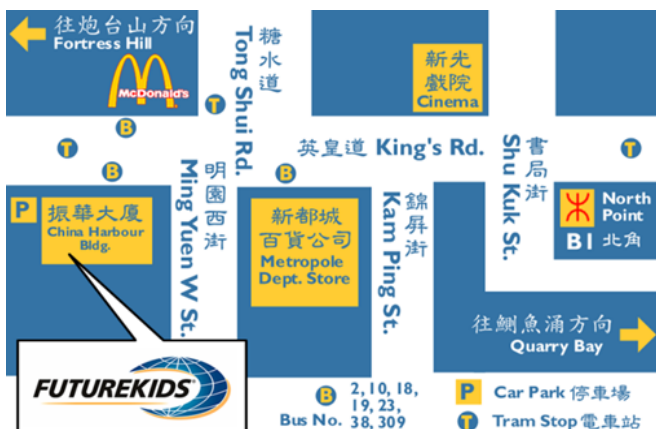 往炮台山方向
Fortress Hill
McDonald's
糖水道
Tong Shui Rd.
T
B
新光
戲院
Cinema
英皇道 King's Rd.
書局街
Shu Kuk St.
T
B
B
T
P
振華大厦
China Harbour
Bldg.
明園西街
Ming Yuen W St.
新都城
百貨公司
Metropole
Dept. Store
錦屏街
Kam Ping St.
North
Point
B1 北角
往鰂魚涌方向
Quarry Bay
FUTUREKIDS®
B
Bus No. 2, 10, 18,
19, 23,
38, 309
P Car Park 停車場
T Tram Stop 電車站